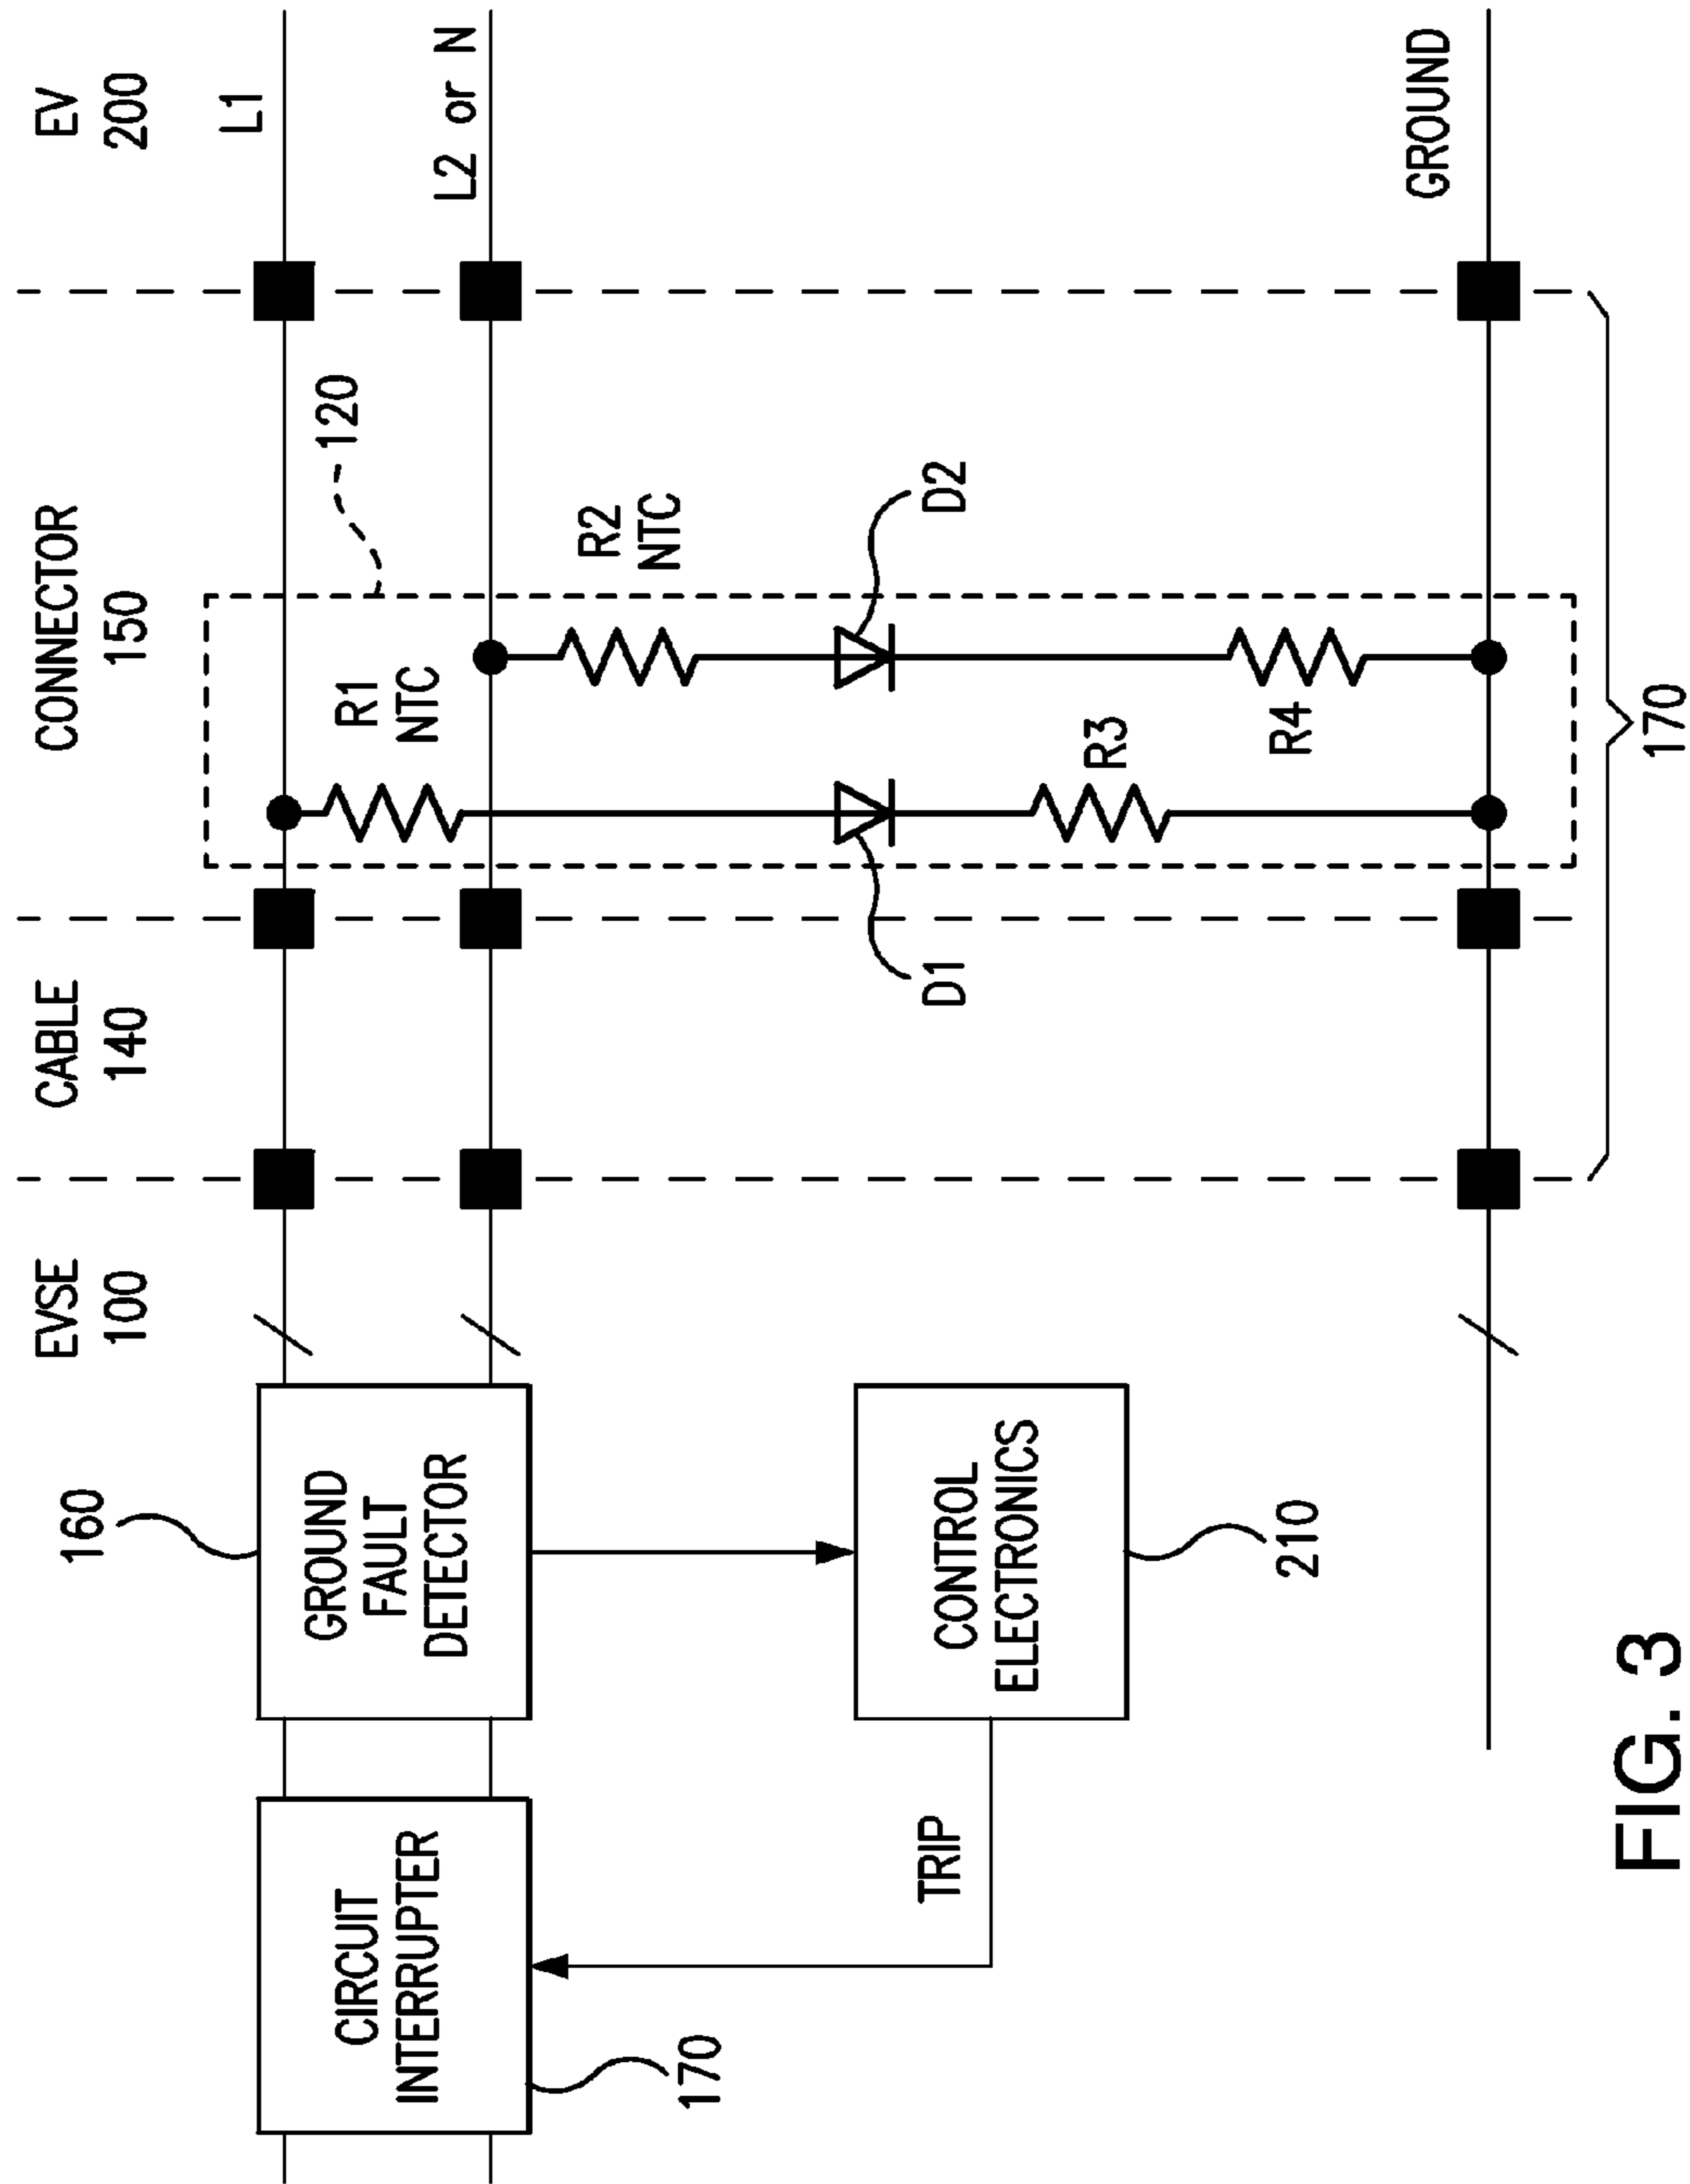 EVSE
100
CABLE
140
CONNECTOR
150
EV
200
160
L1
120
CIRCUIT
INTERRUPTER
GROUND
FAULT
DETECTOR
R1
NTC
L2 or N
R2
NTC
170
TRIP
CONTROL
ELECTRONICS
D1
D2
R3
R4
210
GROUND
170
FIG. 3